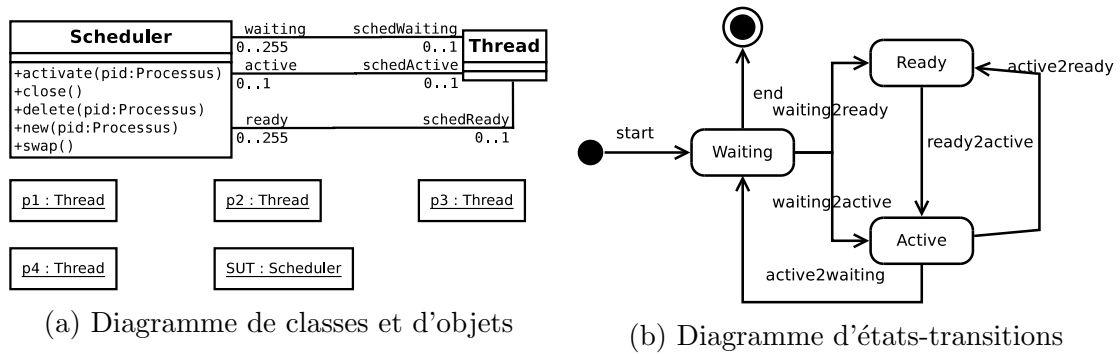 Scheduler
+activate(pid:Processus)
+close()
+delete(pid:Processus)
+new(pid:Processus)
+swap()
waiting schedWaiting
0..255 0..1
active schedActive
0..1 0..1
ready schedReady
0..255 0..1
Thread
p1 : Thread
p2 : Thread
p3 : Thread
p4 : Thread
SUT : Scheduler
(a) Diagramme de classes et d'objets
start
end
Waiting
waiting2ready
waiting2active
Ready
ready2active
active2ready
Active
active2waiting
(b) Diagramme d'états-transitions